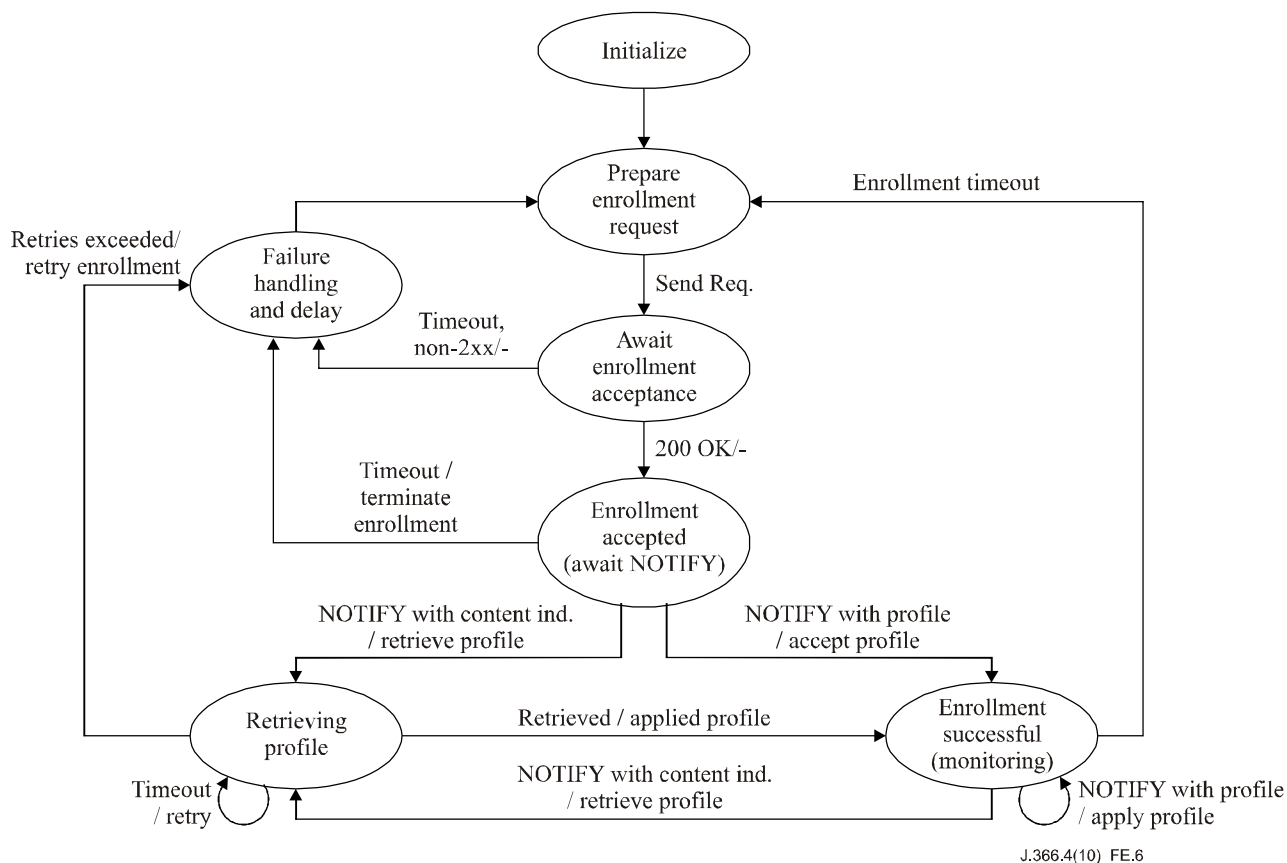 Initialize
Prepare
enrollment
request
Enrollment timeout
Retries exceeded/
retry enrollment
Failure
handling
and delay
Send Req.
Timeout,
non-2xx/-
Await
enrollment
acceptance
200 OK/-
Timeout /
terminate
enrollment
Enrollment
accepted
(await NOTIFY)
NOTIFY with content ind.
/ retrieve profile
NOTIFY with profile
/ accept profile
Retrieving
profile
Retrieved / applied profile
Enrollment
successful
(monitoring)
Timeout
/ retry
NOTIFY with content ind.
/ retrieve profile
NOTIFY with profile
/ apply profile
J.366.4(10)_FE.6